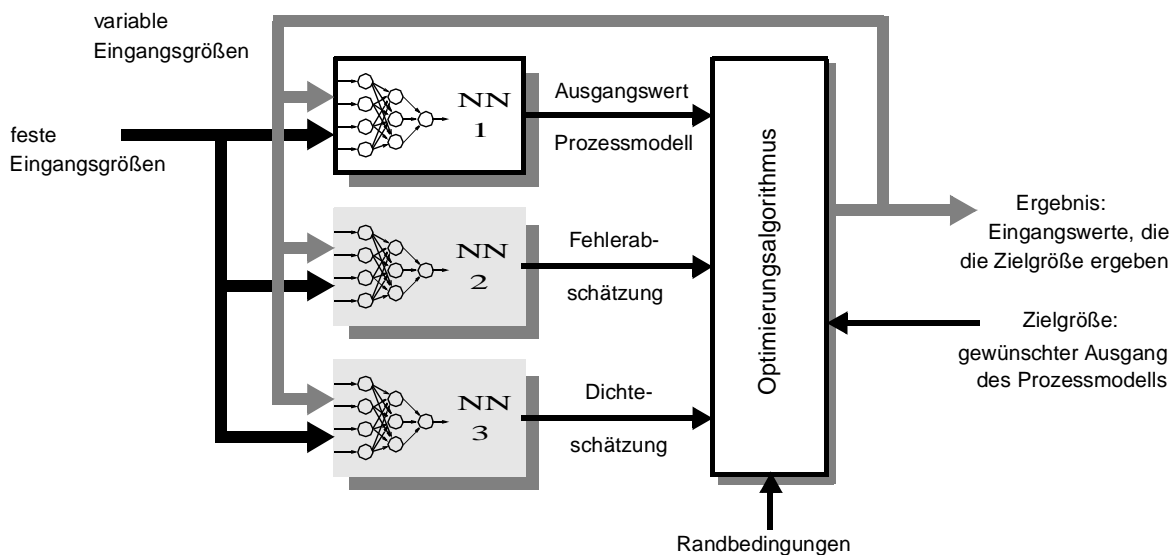 variable
Eingangsgrößen
feste
Eingangsgrößen
NN
1
Ausgangswert
Prozessmodell
NN
2
Fehlerab-
schätzung
NN
3
Dichte-
schätzung
Optimierungsalgorithmus
Ergebnis:
Eingangswerte, die
die Zielgröße ergeben
Zielgröße:
gewünschter Ausgang
des Prozessmodells
Randbedingungen